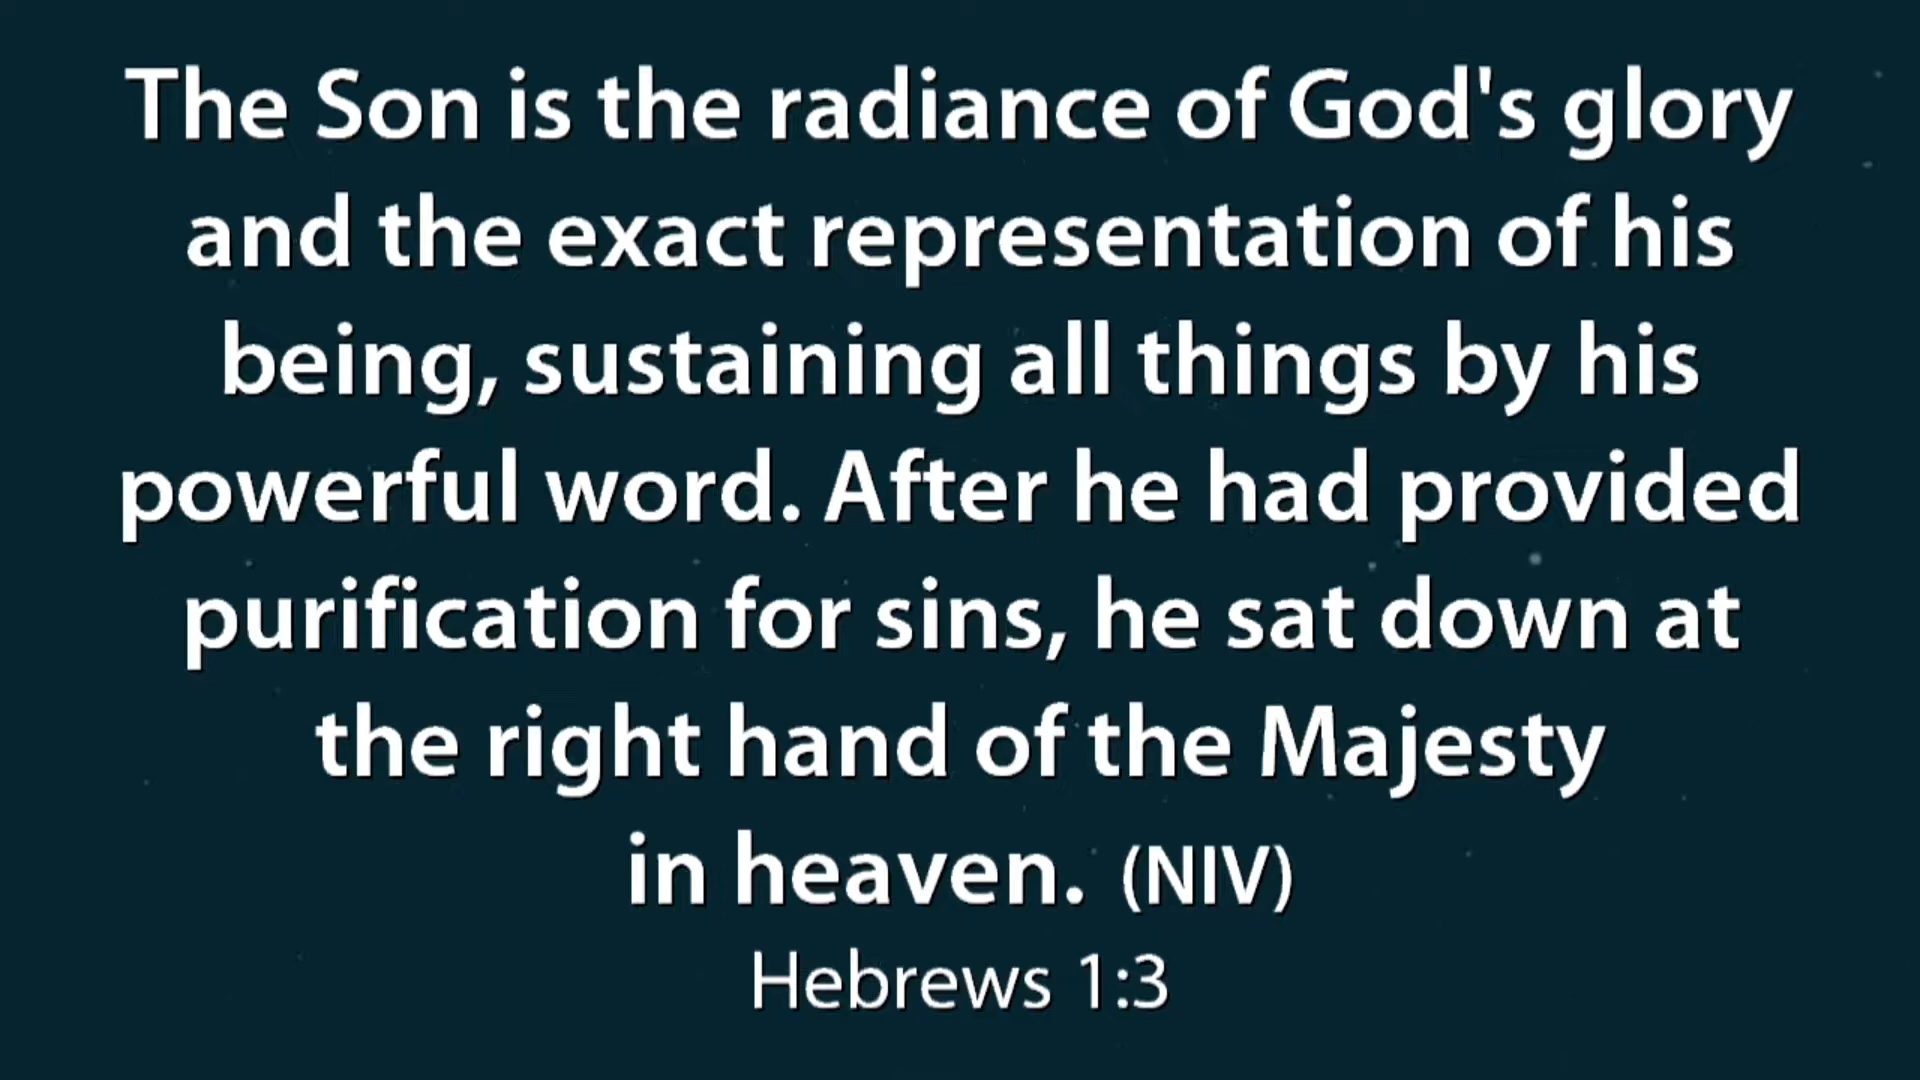 The Son is the radiance of God's glory
and the exact representation of his
being, sustaining all things by his
powerful word. After he had provided
purification for sins, he sat down at
the right hand of the Majesty
in heaven. (NIV)
Hebrews 1:3